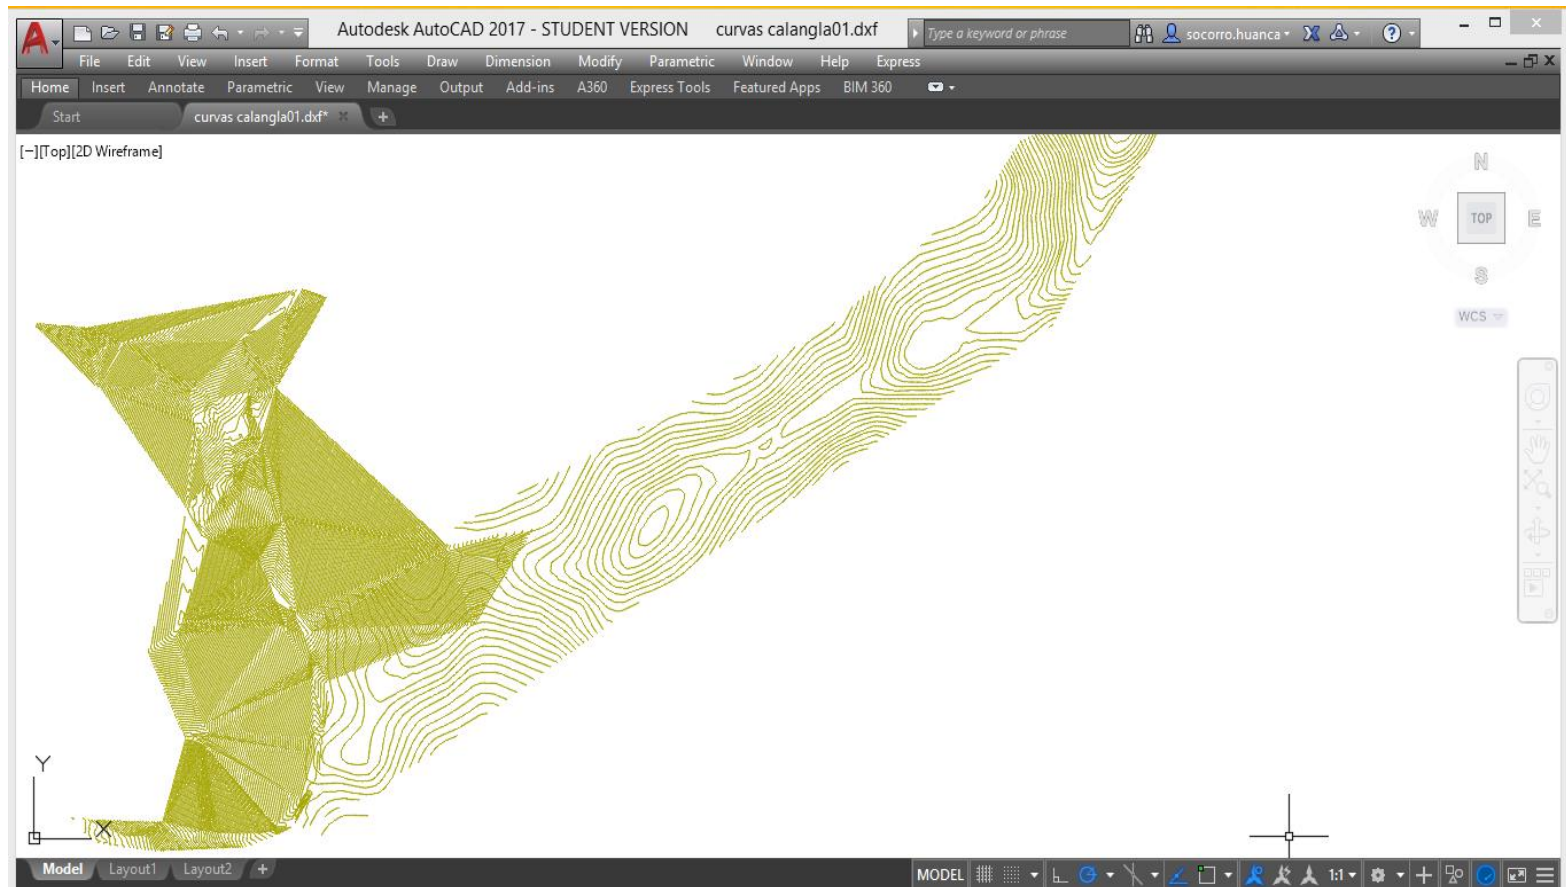 Autodesk AutoCAD 2017 - STUDENT VERSION curvas calangla01.dxf Type a keyword or phrase socorro.huanca ?
File Edit View Insert Format Tools Draw Dimension Modify Parametric Window Help Express
Home Insert Annotate Parametric View Manage Output Add-ins A360 Express Tools Featured Apps BIM 360
Start curvas calangla01.dxf* +
[−][Top][2D Wireframe]
N
W TOP E
S
WCS
Y
X
Model Layout1 Layout2 + MODEL 1:1